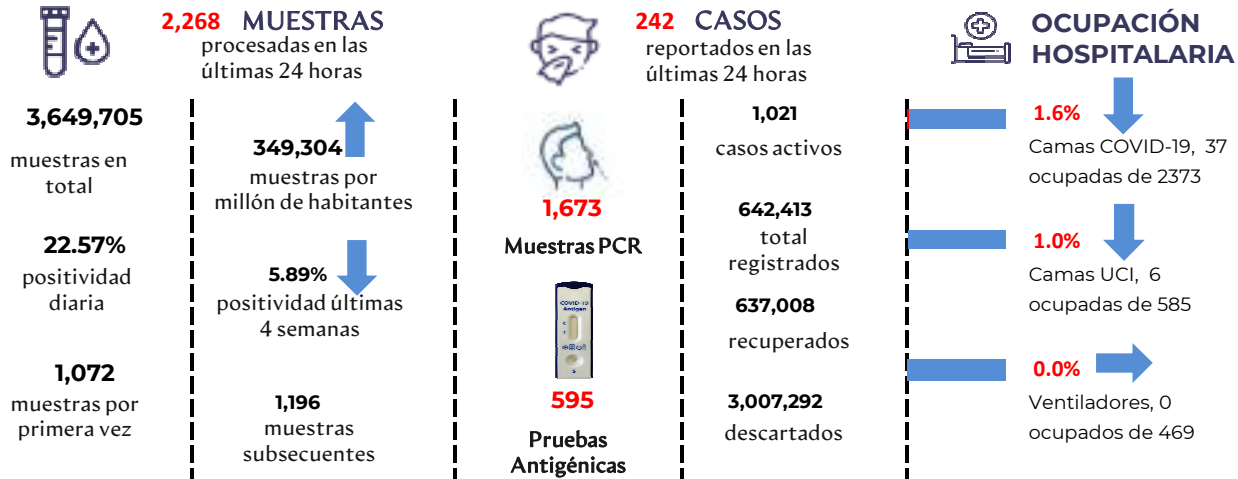 2,268 MUESTRAS
procesadas en las
últimas 24 horas
3,649,705
muestras en
total
22.57%
positividad
diaria
1,072
muestras por
primera vez
349,304
muestras por
millón de habitantes
5.89%
positividad últimas
4 semanas
1,196
muestras
subsecuentes
242 CASOS
reportados en las
últimas 24 horas
1,673
Muestras PCR
COVID-19
Antigen
C
T
S
595
Pruebas
Antigénicas
1,021
casos activos
642,413
total
registrados
637,008
recuperados
3,007,292
descartados
OCUPACIÓN
HOSPITALARIA
1.6%
Camas COVID-19, 37
ocupadas de 2373
1.0%
Camas UCI, 6
ocupadas de 585
0.0%
Ventiladores, 0
ocupados de 469